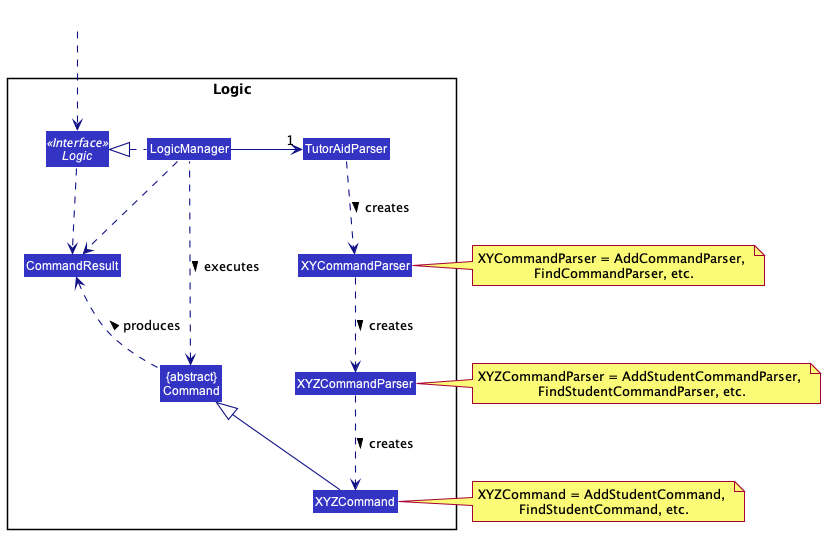 Logic
«Interface»
Logic
LogicManager
1
TutorAidParser
creates
CommandResult
executes
XYCommandParser
XYCommandParser = AddCommandParser,
FindCommandParser, etc.
produces
creates
{abstract}
Command
XYZCommandParser
XYZCommandParser = AddStudentCommandParser,
FindStudentCommandParser, etc.
creates
XYZCommand
XYZCommand = AddStudentCommand,
FindStudentCommand, etc.